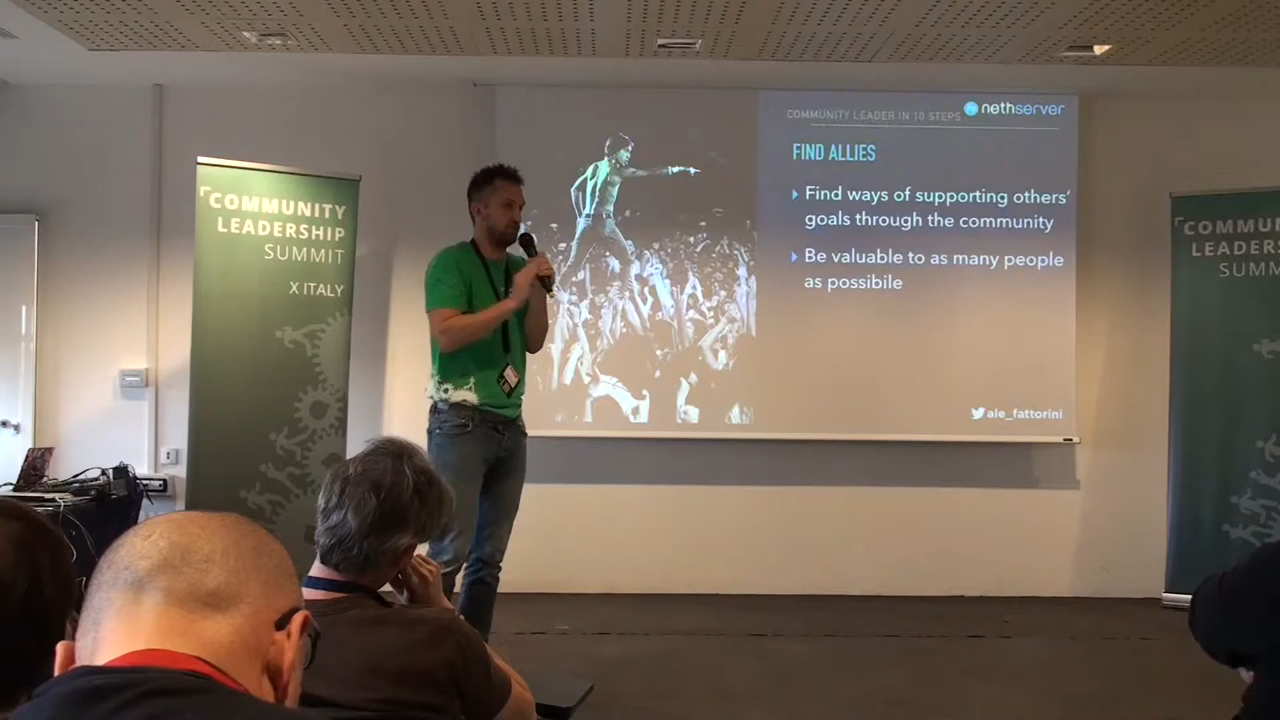 COMMUNITY
LEADERSHIP
SUMMIT
X ITALY
COMMUNITY LEADER IN 10 STEPS
nethserver
FIND ALLIES
Find ways of supporting others'
goals through the community
Be valuable to as many people
as possibile
ale_fattorini
COMMUN
LEADERS
SUMM